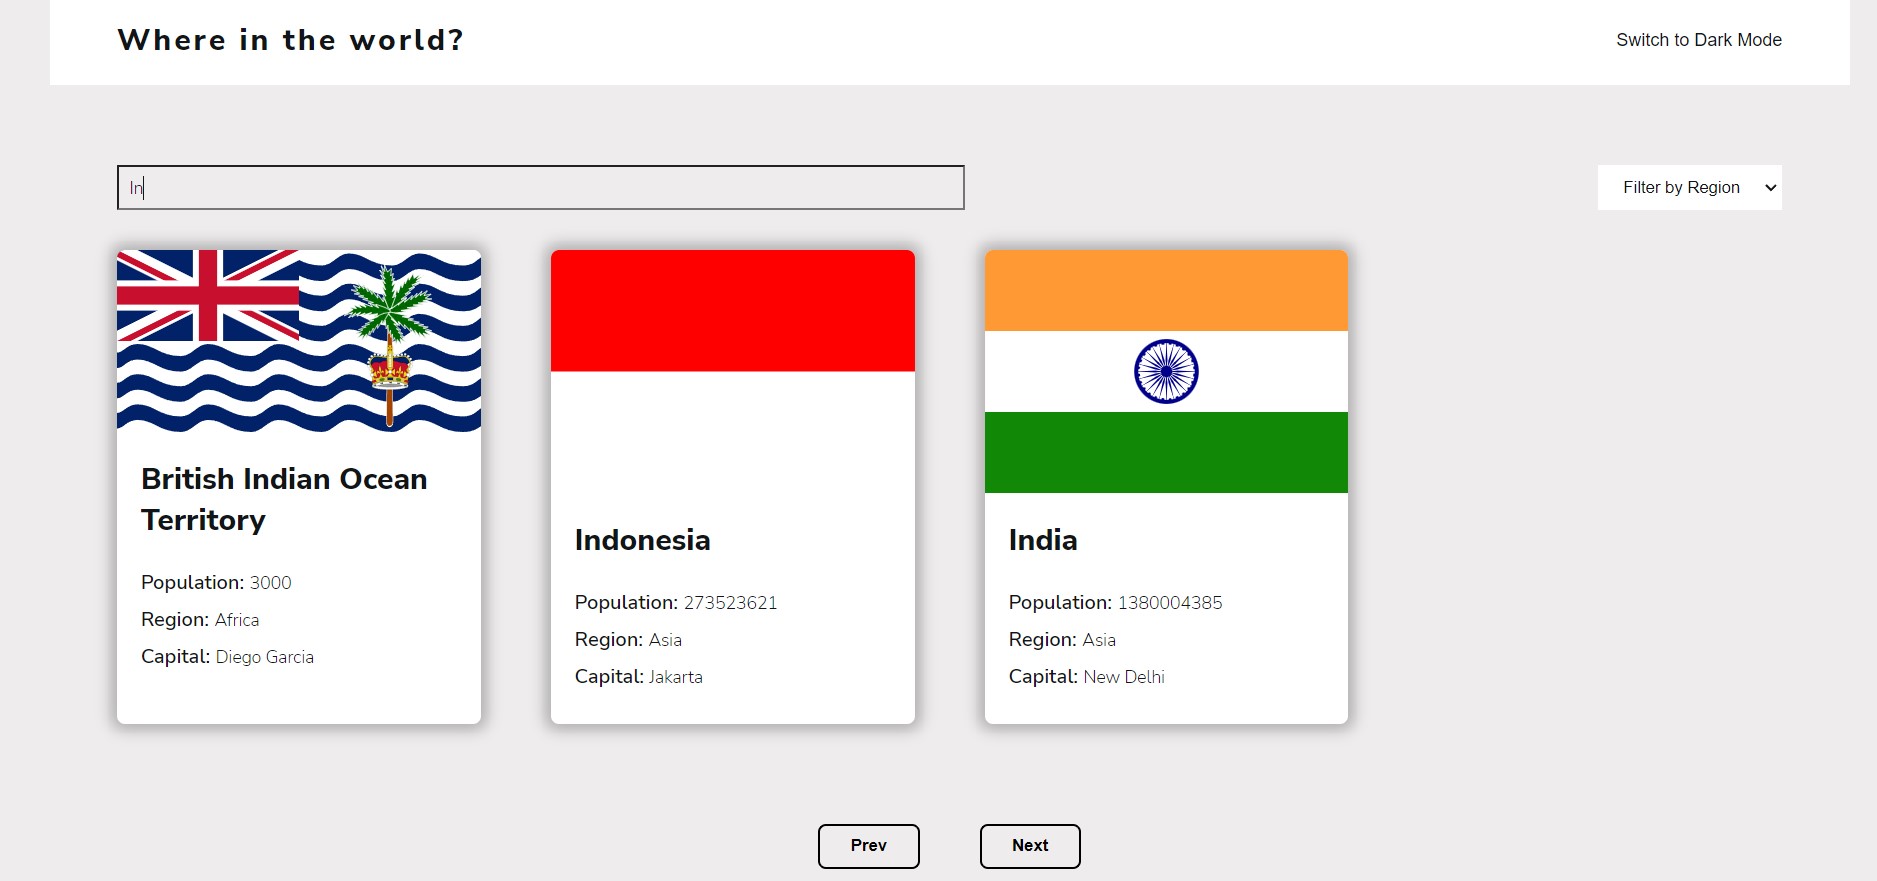 Where in the world?
Switch to Dark Mode
In
Filter by Region
British Indian Ocean
Territory
Population: 3000
Region: Africa
Capital: Diego Garcia
Indonesia
Population: 273523621
Region: Asia
Capital: Jakarta
India
Population: 1380004385
Region: Asia
Capital: New Delhi
Prev
Next